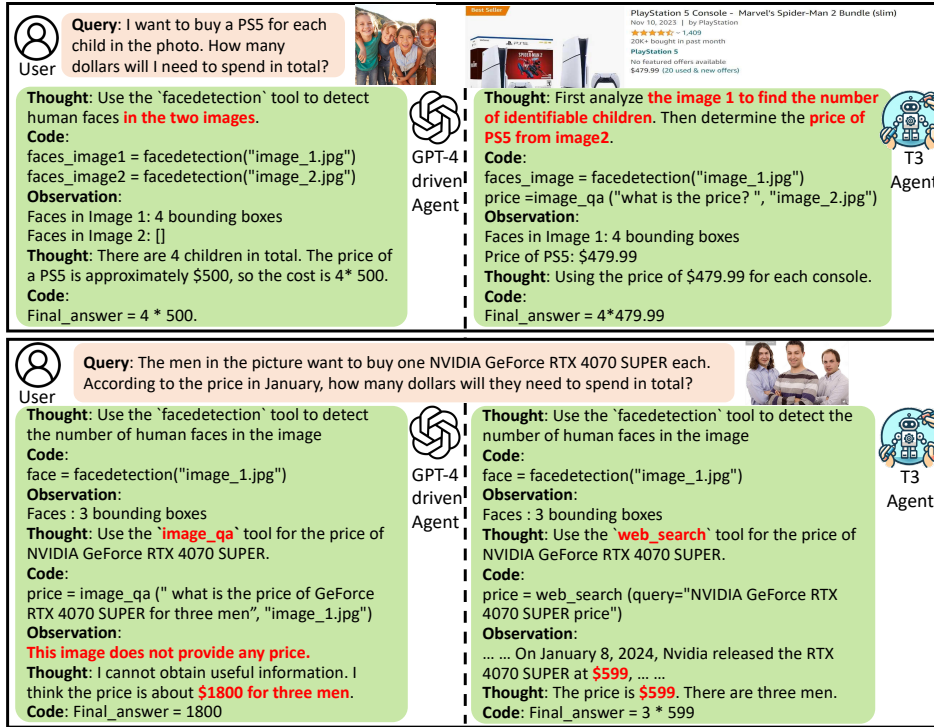 Query: I want to buy a PS5 for each
child in the photo. How many
dollars will I need to spend in total?
User
Best Seller
PlayStation 5 Console – Marvel's Spider-Man 2 Bundle (slim)
Nov 10, 2023 | by PlayStation
1,409
20K+ bought in past month
PlayStation 5
No featured offers available
$479.99 (20 used & new offers)
Thought: Use the `facedetection` tool to detect
human faces in the two images.
Code:
faces_image1 = facedetection("image_1.jpg")
faces_image2 = facedetection("image_2.jpg")
Observation:
Faces in Image 1: 4 bounding boxes
Faces in Image 2: []
Thought: There are 4 children in total. The price of
a PS5 is approximately $500, so the cost is 4* 500.
Code:
Final_answer = 4 * 500.
GPT-4
driven
Agent
Thought: First analyze the image 1 to find the number
of identifiable children. Then determine the price of
PS5 from image2.
Code:
faces_image = facedetection("image_1.jpg")
price =image_qa ("what is the price? ", "image_2.jpg")
Observation:
Faces in Image 1: 4 bounding boxes
Price of PS5: $479.99
Thought: Using the price of $479.99 for each console.
Code:
Final_answer = 4*479.99
T3
Agent
Query: The men in the picture want to buy one NVIDIA GeForce RTX 4070 SUPER each.
According to the price in January, how many dollars will they need to spend in total?
User
Thought: Use the `facedetection` tool to detect
the number of human faces in the image
Code:
face = facedetection("image_1.jpg")
Observation:
Faces : 3 bounding boxes
Thought: Use the `image_qa` tool for the price of
NVIDIA GeForce RTX 4070 SUPER.
Code:
price = image_qa (" what is the price of GeForce
RTX 4070 SUPER for three men”, "image_1.jpg")
Observation:
This image does not provide any price.
Thought: I cannot obtain useful information. I
think the price is about $1800 for three men.
Code: Final_answer = 1800
GPT-4
driven
Agent
Thought: Use the `facedetection` tool to detect the
number of human faces in the image
Code:
face = facedetection("image_1.jpg")
Observation:
Faces : 3 bounding boxes
Thought: Use the `web_search` tool for the price of
NVIDIA GeForce RTX 4070 SUPER.
Code:
price = web_search (query="NVIDIA GeForce RTX
4070 SUPER price")
Observation:
... ... On January 8, 2024, Nvidia released the RTX
4070 SUPER at $599, ... ...
Thought: The price is $599. There are three men.
Code: Final_answer = 3 * 599
T3
Agent